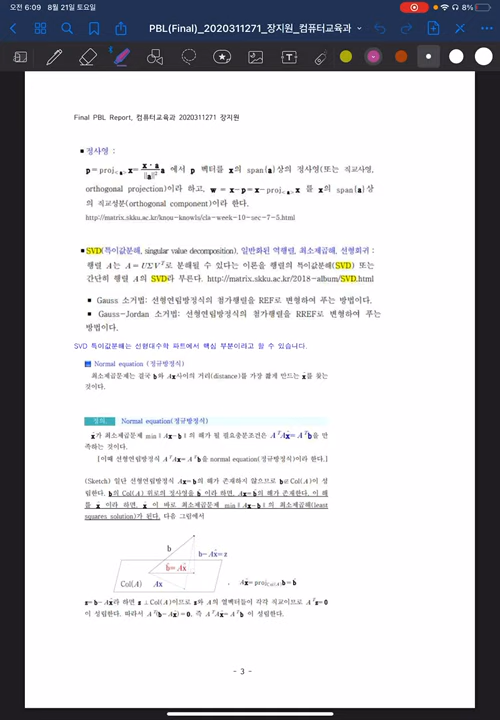 오전 6:09 8월 21일 토요일
8%
PBL(Final)_2020311271_장지원_컴퓨터교육과
Final PBL Report, 컴퓨터교육과 2020311271 장지원
■ 정사영 :
p=proj<a>x= x·a/||a||² a 에서 p 벡터를 x의 span{a}상의 정사영(또는 직교사영,
orthogonal projection)이라 하고, w = x-p=x-proj<a>x 를 x의 span{a}상
의 직교성분(orthogonal component)이라 한다.
http://matrix.skku.ac.kr/knou-knowls/cla-week-10-sec-7-5.html
■ SVD(특이값분해, singular value decomposition), 일반화된 역행렬, 최소제곱해, 선형회귀 :
행렬 A는 A=UΣV^T로 분해될 수 있다는 이론을 행렬의 특이값분해(SVD) 또는
간단히 행렬 A의 SVD라 부른다. http://matrix.skku.ac.kr/2018-album/SVD.html
■ Gauss 소거법: 선형연립방정식의 첨가행렬을 REF로 변형하여 푸는 방법이다.
■ Gauss-Jordan 소거법: 선형연립방정식의 첨가행렬을 RREF로 변형하여 푸는
방법이다.
SVD 특이값분해는 선형대수학 파트에서 핵심 부분이라고 할 수 있습니다.
Normal equation (정규방정식)
최소제곱문제는 결국 b와 Ax사이의 거리(distance)를 가장 짧게 만드는 x̂를 찾는
것이다.
정의. Normal equation(정규방정식)
x̂가 최소제곱문제 min||Ax-b||의 해가 될 필요충분조건은 A^TAx̂=A^Tb을 만
족하는 것이다.
[이때 선형연립방정식 A^TAx=A^Tb을 normal equation(정규방정식)이라 한다.]
(Sketch) 일단 선형연립방정식 Ax=b의 해가 존재하지 않으므로 b∉Col(A)이 성
립한다. b의 Col(A) 위로의 정사영을 b̂ 이라 하면, Ax=b̂의 해가 존재한다. 이 해
를 x̂ 이라 하면, x̂ 이 바로 최소제곱문제 min||Ax-b||의 최소제곱해(least
squares solution)가 된다. 다음 그림에서
b
b-Ax̂=z
b̂=Ax̂
Col(A)
Ax
, Ax̂=proj_Col(A)b=b̂
z=b-Ax̂라 하면 z⊥Col(A)이므로 z와 A의 열벡터들이 각각 직교이므로 A^Tz=0
이 성립한다. 따라서 A^T(b-Ax̂)=0, 즉 A^TAx̂=A^Tb 이 성립한다.
- 3 -